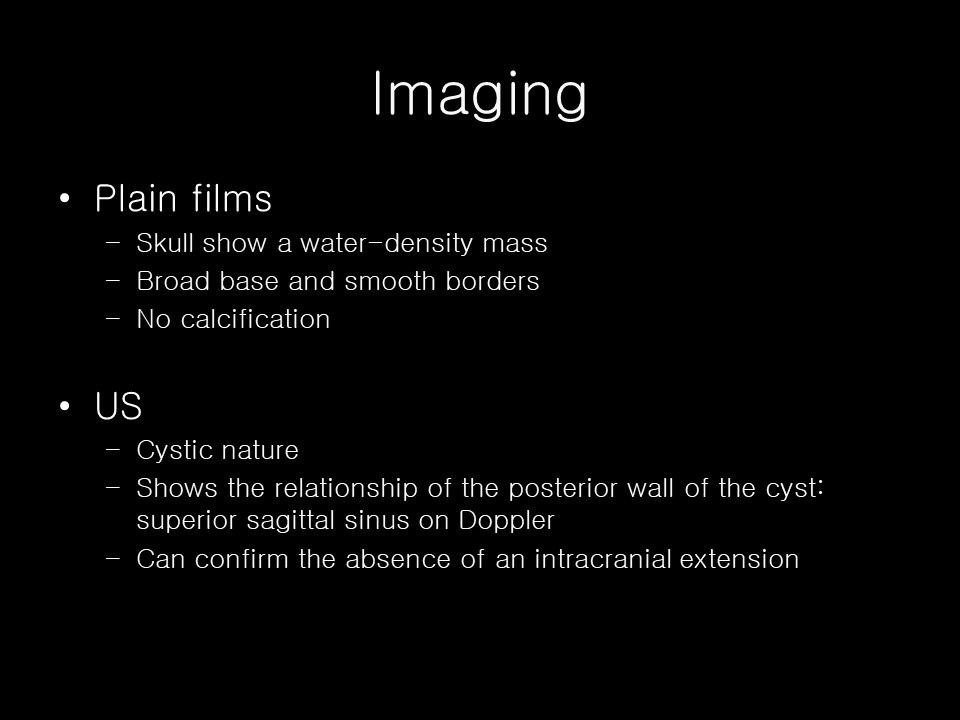 Imaging
• Plain films
– Skull show a water-density mass
– Broad base and smooth borders
– No calcification
• US
– Cystic nature
– Shows the relationship of the posterior wall of the cyst:
superior sagittal sinus on Doppler
– Can confirm the absence of an intracranial extension